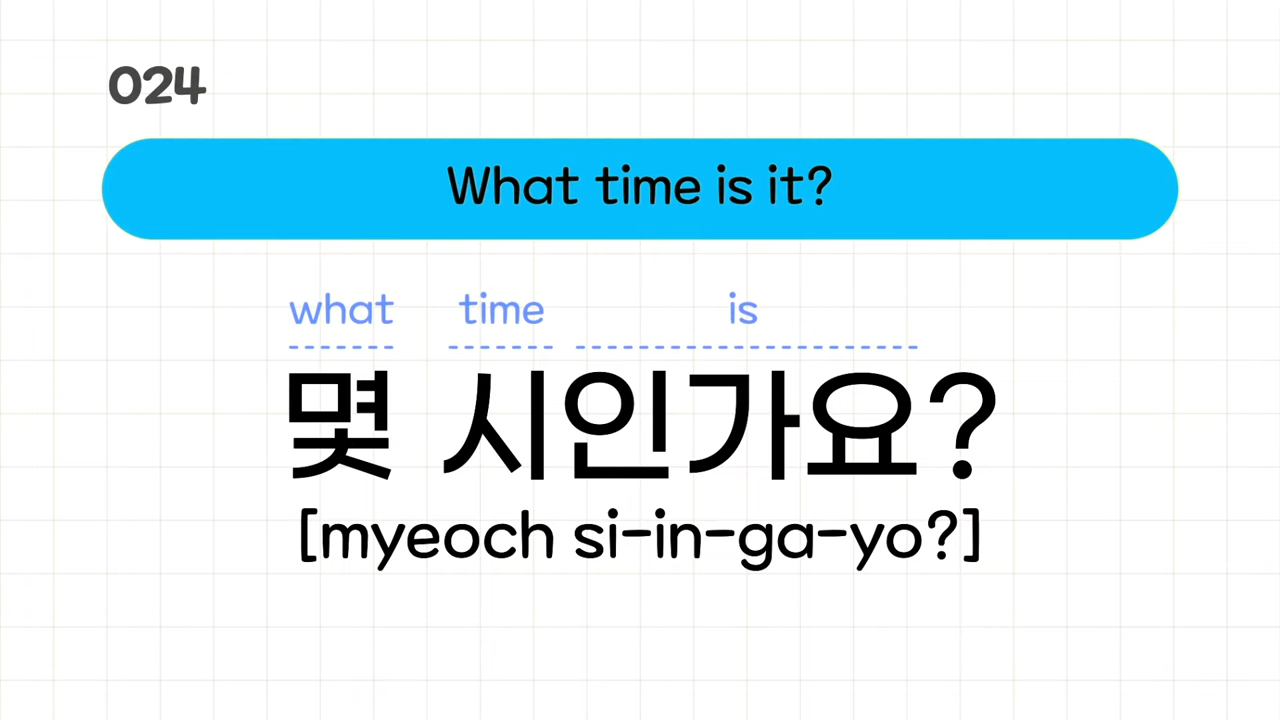 024
What time is it?
what time is
몇 시인가요?
[myeoch si-in-ga-yo?]